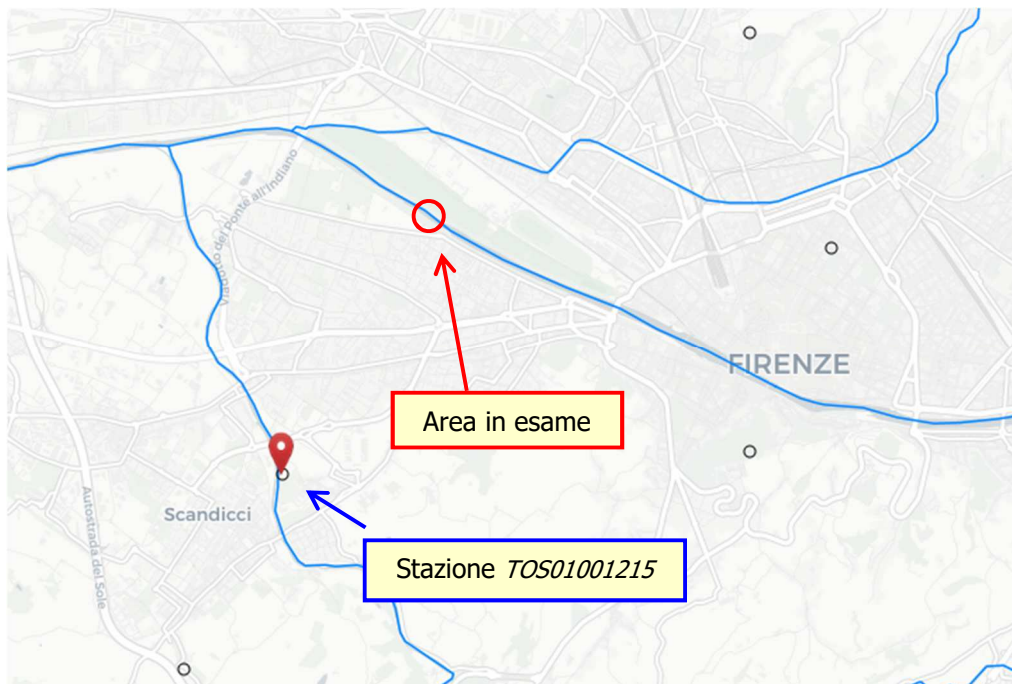 Viadotto del ponte all'Indiano
FIRENZE
Area in esame
Scandicci
Autostrada del Sole
Stazione TOS01001215